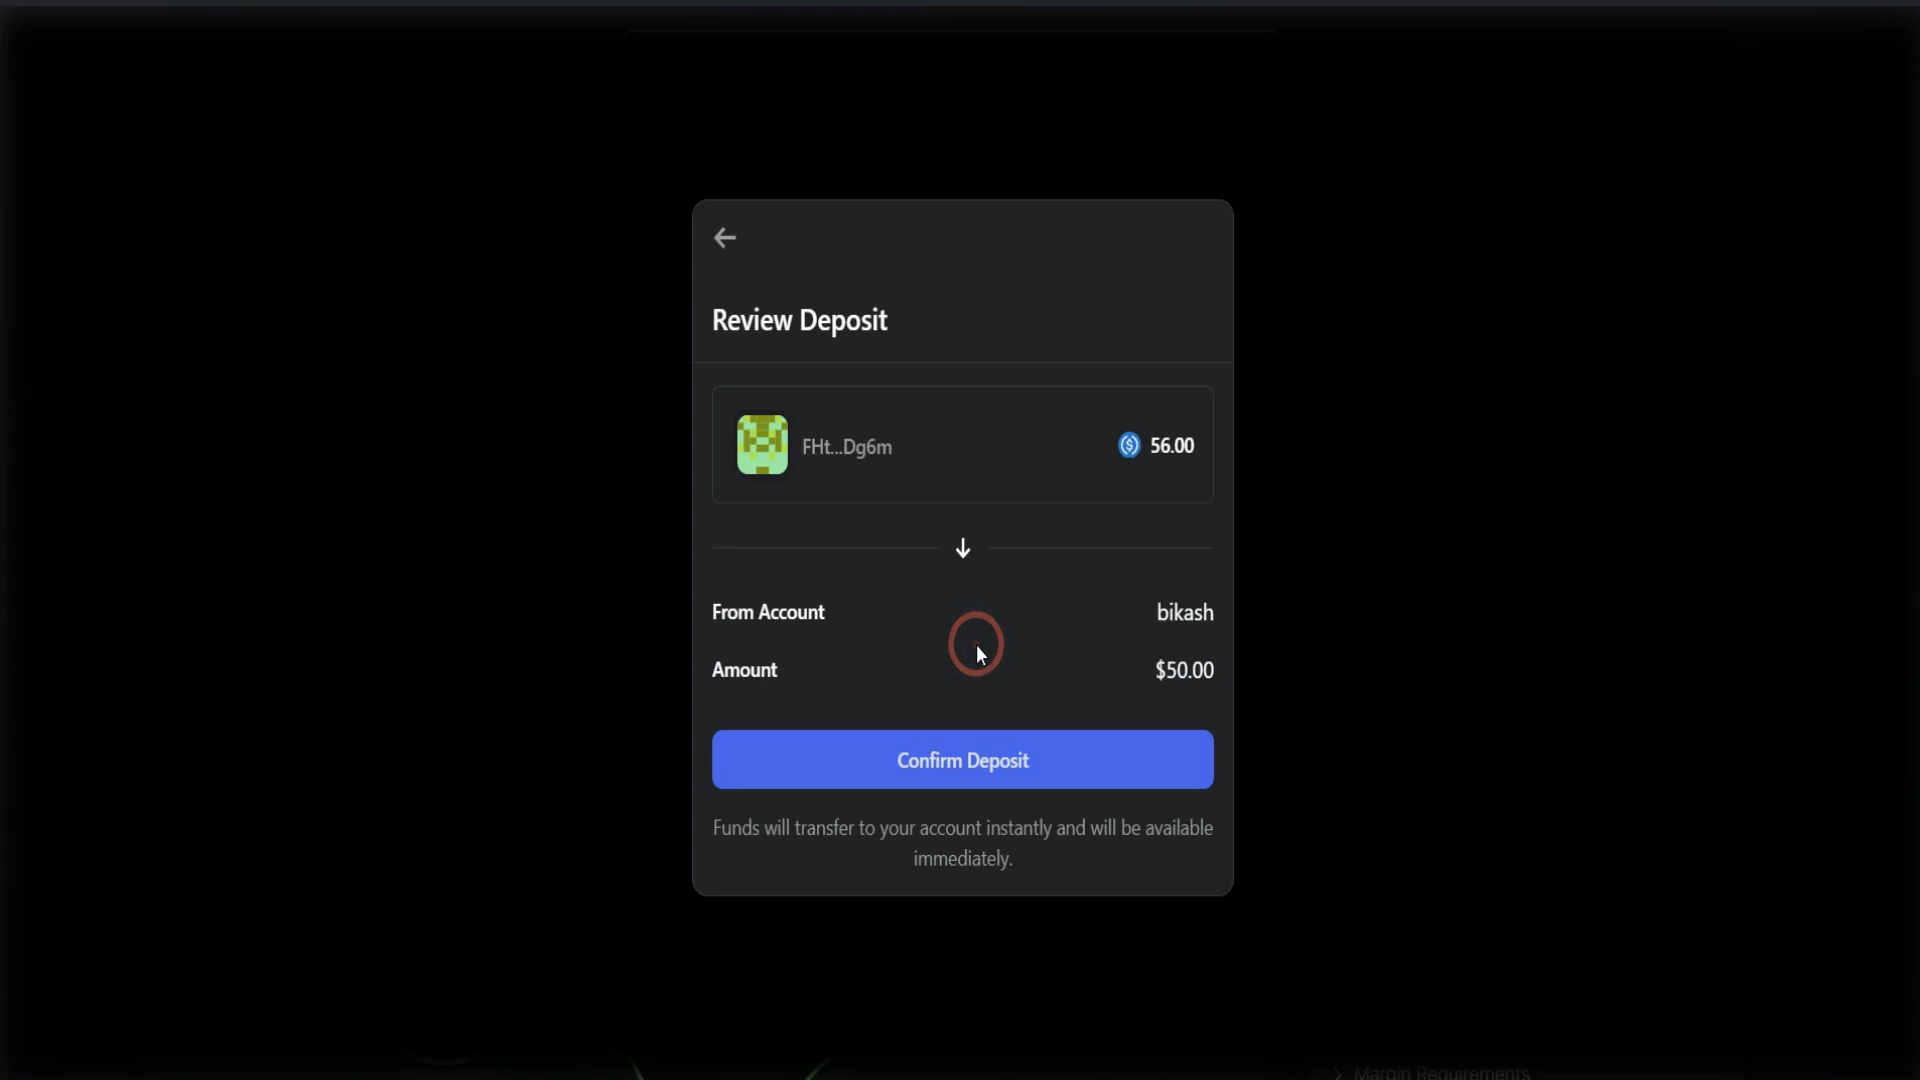 Review Deposit
FHt...Dg6m 56.00
From Account bikash
Amount $50.00
Confirm Deposit
Funds will transfer to your account instantly and will be available
immediately.
Margin Requirements